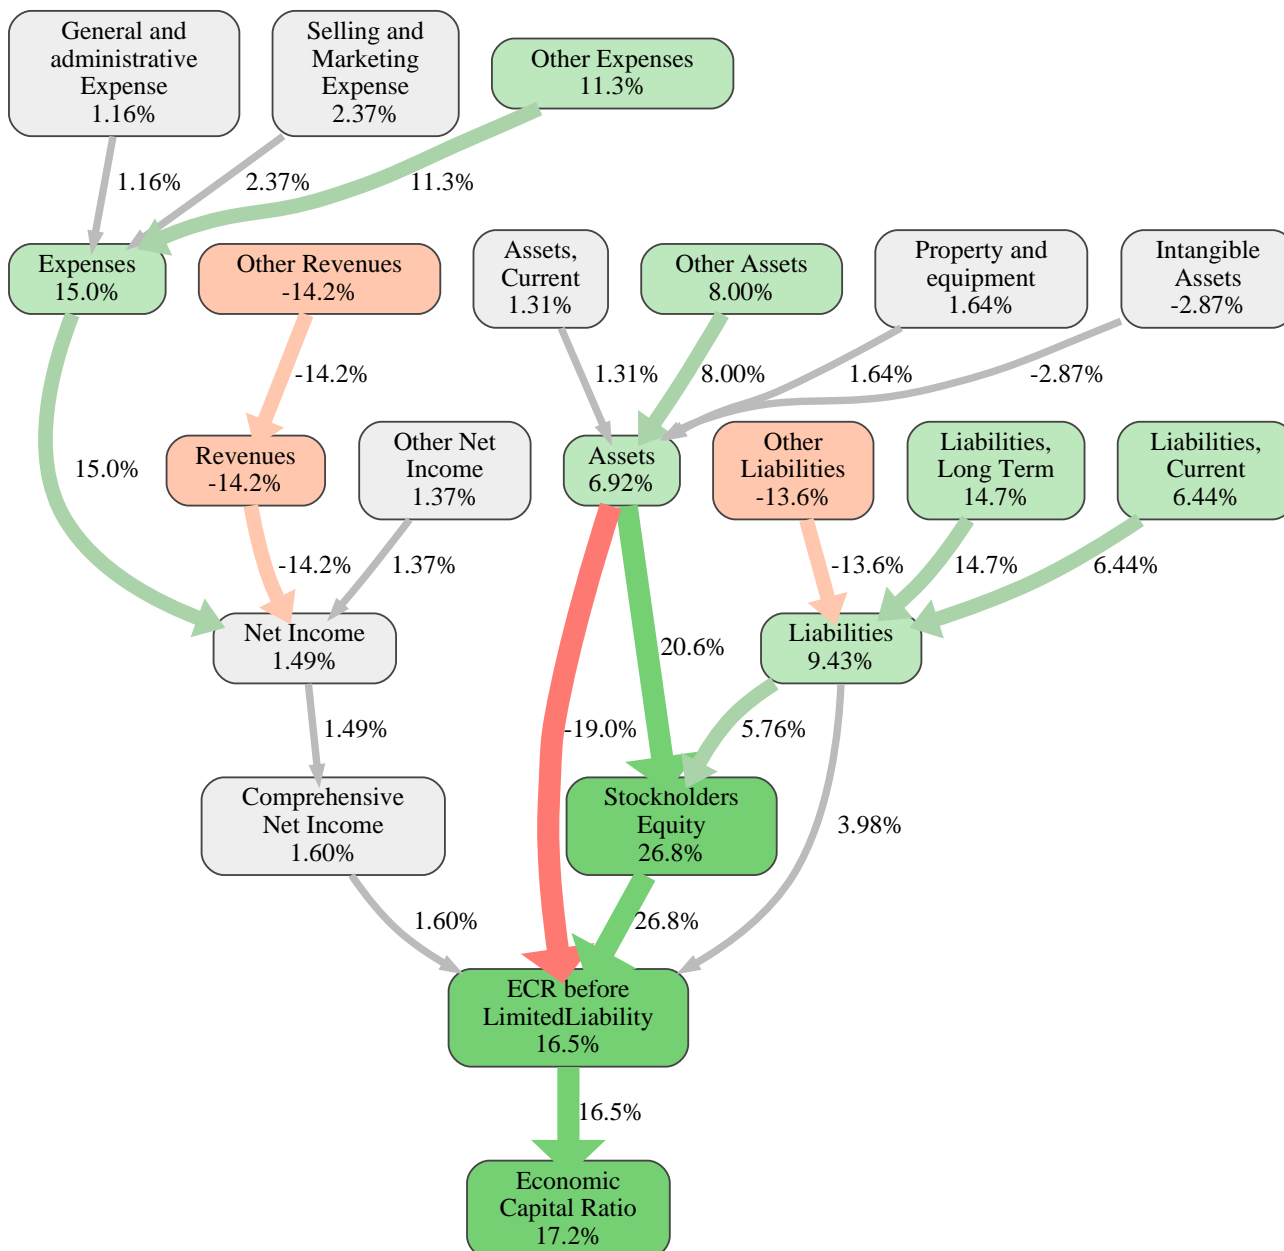 General and
administrative
Expense
1.16%
Selling and
Marketing
Expense
2.37%
Other Expenses
11.3%
1.16%
2.37%
11.3%
Expenses
15.0%
Other Revenues
-14.2%
Assets,
Current
1.31%
Other Assets
8.00%
Property and
equipment
1.64%
Intangible
Assets
-2.87%
-14.2%
1.31%
8.00%
1.64%
-2.87%
15.0%
Revenues
-14.2%
Other Net
Income
1.37%
Assets
6.92%
Other
Liabilities
-13.6%
Liabilities,
Long Term
14.7%
Liabilities,
Current
6.44%
-14.2%
1.37%
-13.6%
14.7%
6.44%
Net Income
1.49%
20.6%
Liabilities
9.43%
1.49%
-19.0%
5.76%
Comprehensive
Net Income
1.60%
Stockholders
Equity
26.8%
3.98%
1.60%
26.8%
ECR before
LimitedLiability
16.5%
16.5%
Economic
Capital Ratio
17.2%